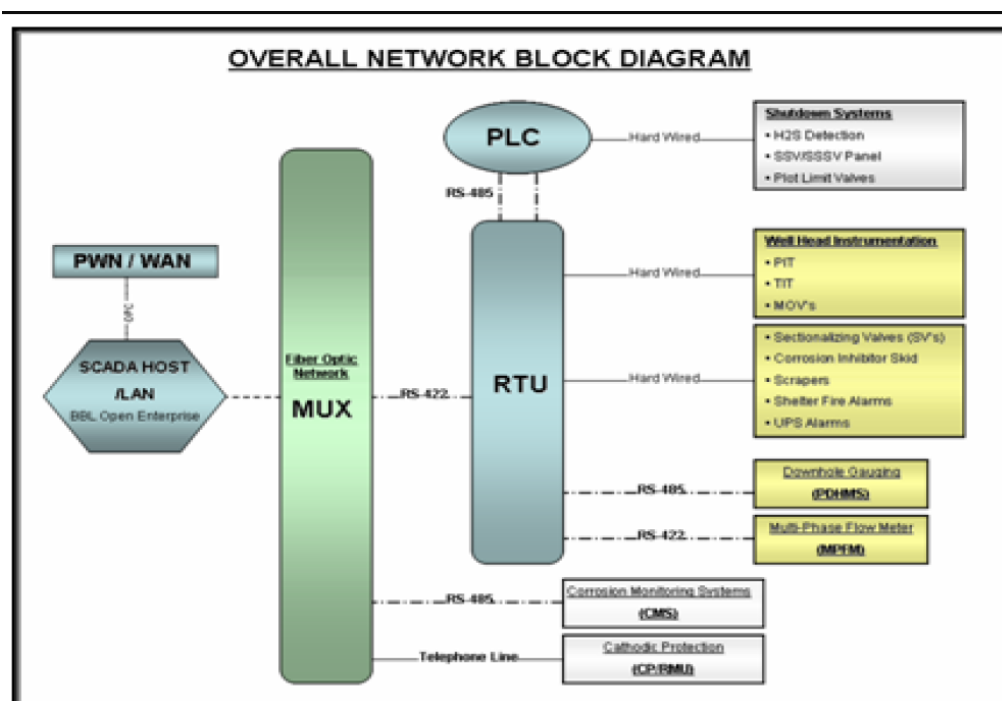 OVERALL NETWORK BLOCK DIAGRAM
PLC
Hard Wired
Shutdown Systems
• H2S Detection
• SSV/SSSV Panel
• Plot Limit Valves
RS-485
PWN / WAN
OPC
SCADA HOST
/LAN
BBL Open Enterprise
Fiber Optic
Network
MUX
RS-422
RTU
Hard Wired
Well Head Instrumentation
• PIT
• TIT
• MOV's
Hard Wired
• Sectionalizing Valves (SV's)
• Corrosion Inhibitor Skid
• Scrapers
• Shelter Fire Alarms
• UPS Alarms
RS-485
Downhole Gauging
(PDHMS)
RS-422
Multi-Phase Flow Meter
(MPFM)
RS-485
Corrosion Monitoring Systems
(CMS)
Telephone Line
Cathodic Protection
(CP/RMU)